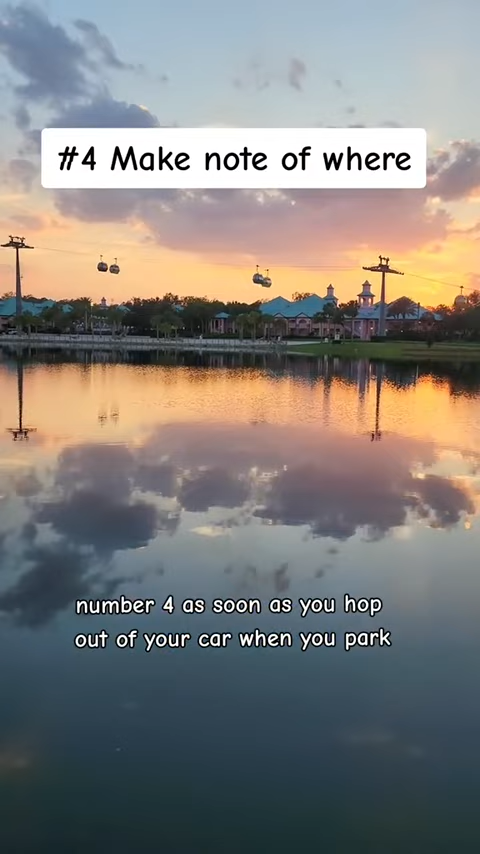 #4 Make note of where
number 4 as soon as you hop
out of your car when you park